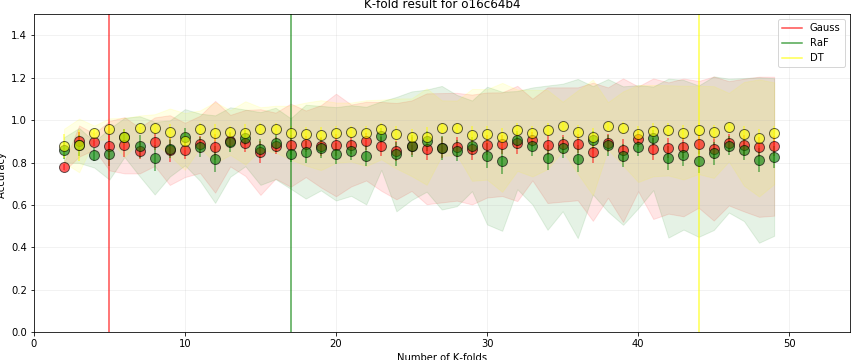 K-fold result for o16c64b4
1.4
1.2
1.0
0.8
0.6
0.4
0.2
0.0
Accuracy
0 10 20 30 40 50
Number of K-folds
Gauss
RaF
DT